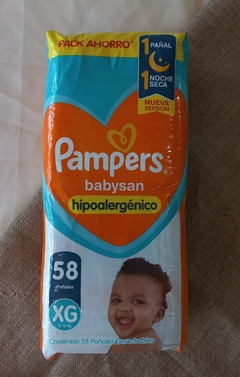 PACK AHORRO*
1 PAÑAL
1 NOCHE
SECA
NUEVA
VERSIÓN
Pampers
babysan
hipoalergénico
58
Pañales
XG
Contenido 58 Pañales